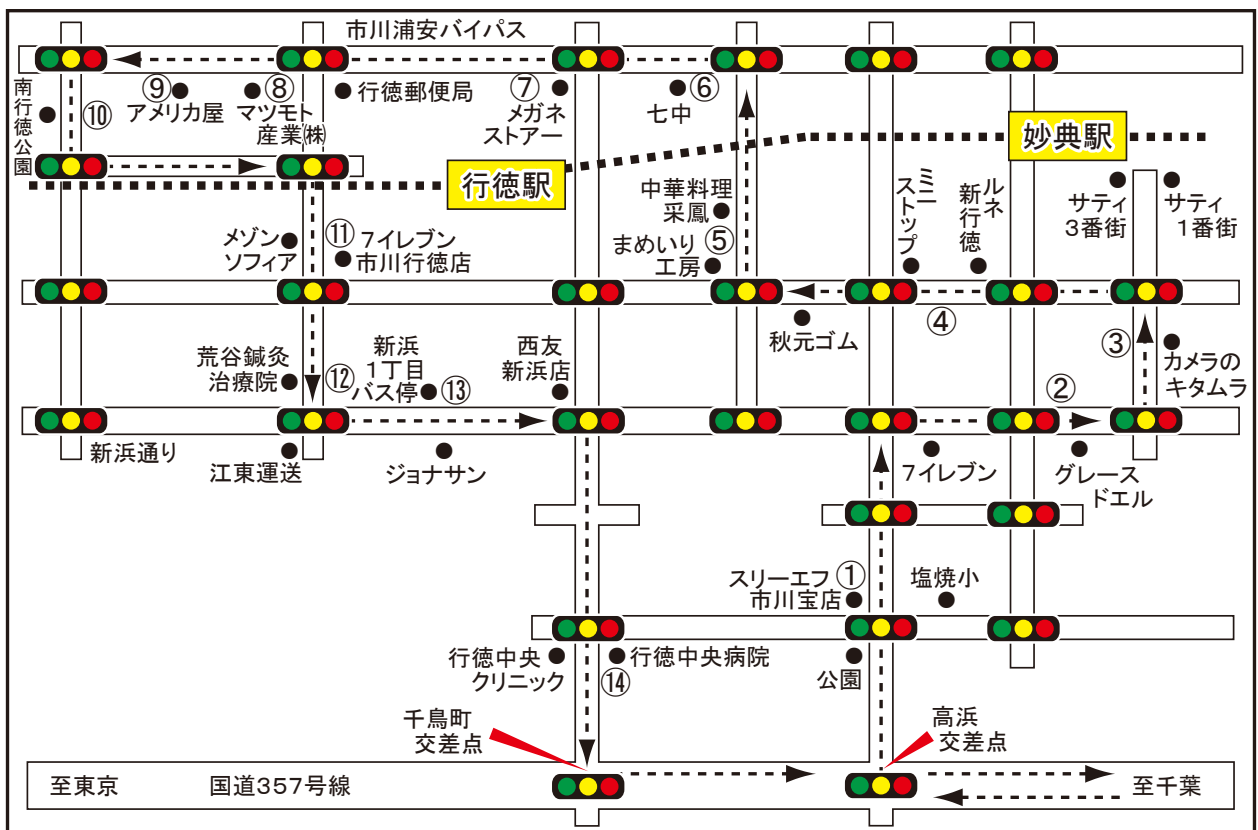 市川浦安バイパス
南行徳公園
⑩
⑨
アメリカ屋
⑧
マツモト
産業㈱
行徳郵便局
⑦
メガネ
ストアー
⑥
七中
妙典駅
行徳駅
中華料理
采鳳
まめいり
工房
⑤
ミニ
ストップ
ルネ
新行徳
サティ
3番街
サティ
1番街
メゾン
ソフィア
⑪
7イレブン
市川行徳店
秋元ゴム
④
③
カメラの
キタムラ
荒谷鍼灸
治療院
⑫
新浜
1丁目
バス停
⑬
西友
新浜店
②
新浜通り
江東運送
ジョナサン
7イレブン
グレース
ドエル
スリーエフ
市川宝店
①
塩焼小
行徳中央
クリニック
行徳中央病院
⑭
公園
千鳥町
交差点
高浜
交差点
至東京
国道357号線
至千葉